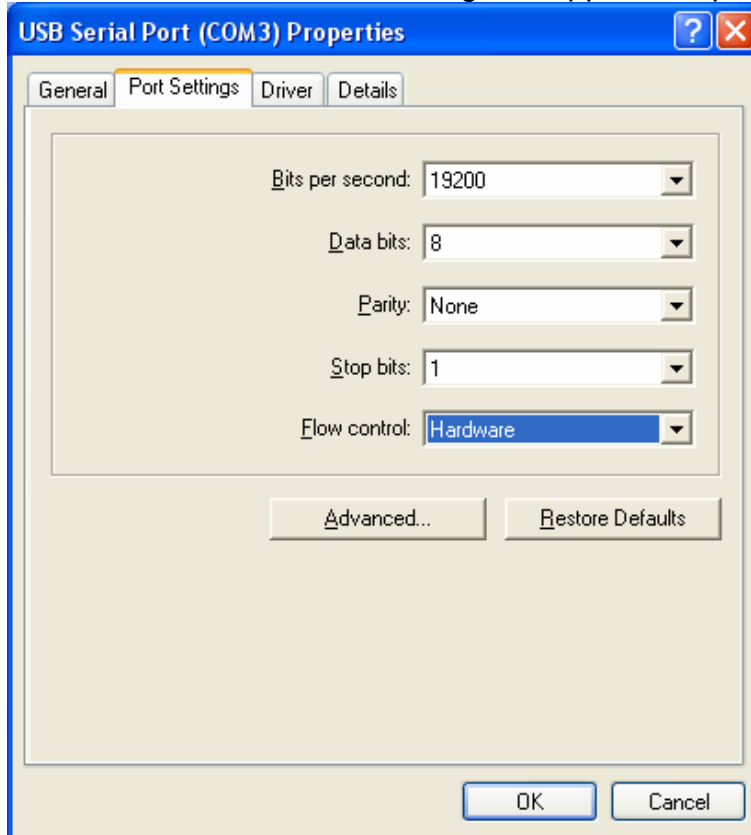 USB Serial Port (COM3) Properties
General Port Settings Driver Details
Bits per second: 19200
Data bits: 8
Parity: None
Stop bits: 1
Flow control: Hardware
Advanced... Restore Defaults
OK Cancel